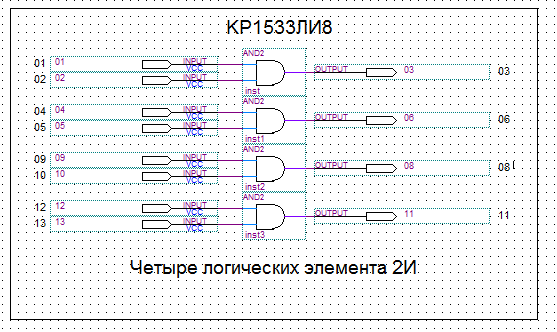 КР1533ЛИ8
AND2
01 01 INPUT VCC OUTPUT 03 03
02 02 INPUT VCC
inst
AND2
04 04 INPUT VCC OUTPUT 06 06
05 05 INPUT VCC
inst1
AND2
09 09 INPUT VCC OUTPUT 08 08
10 10 INPUT VCC
inst2
AND2
12 12 INPUT VCC OUTPUT 11 11
13 13 INPUT VCC
inst3
Четыре логических элемента 2И